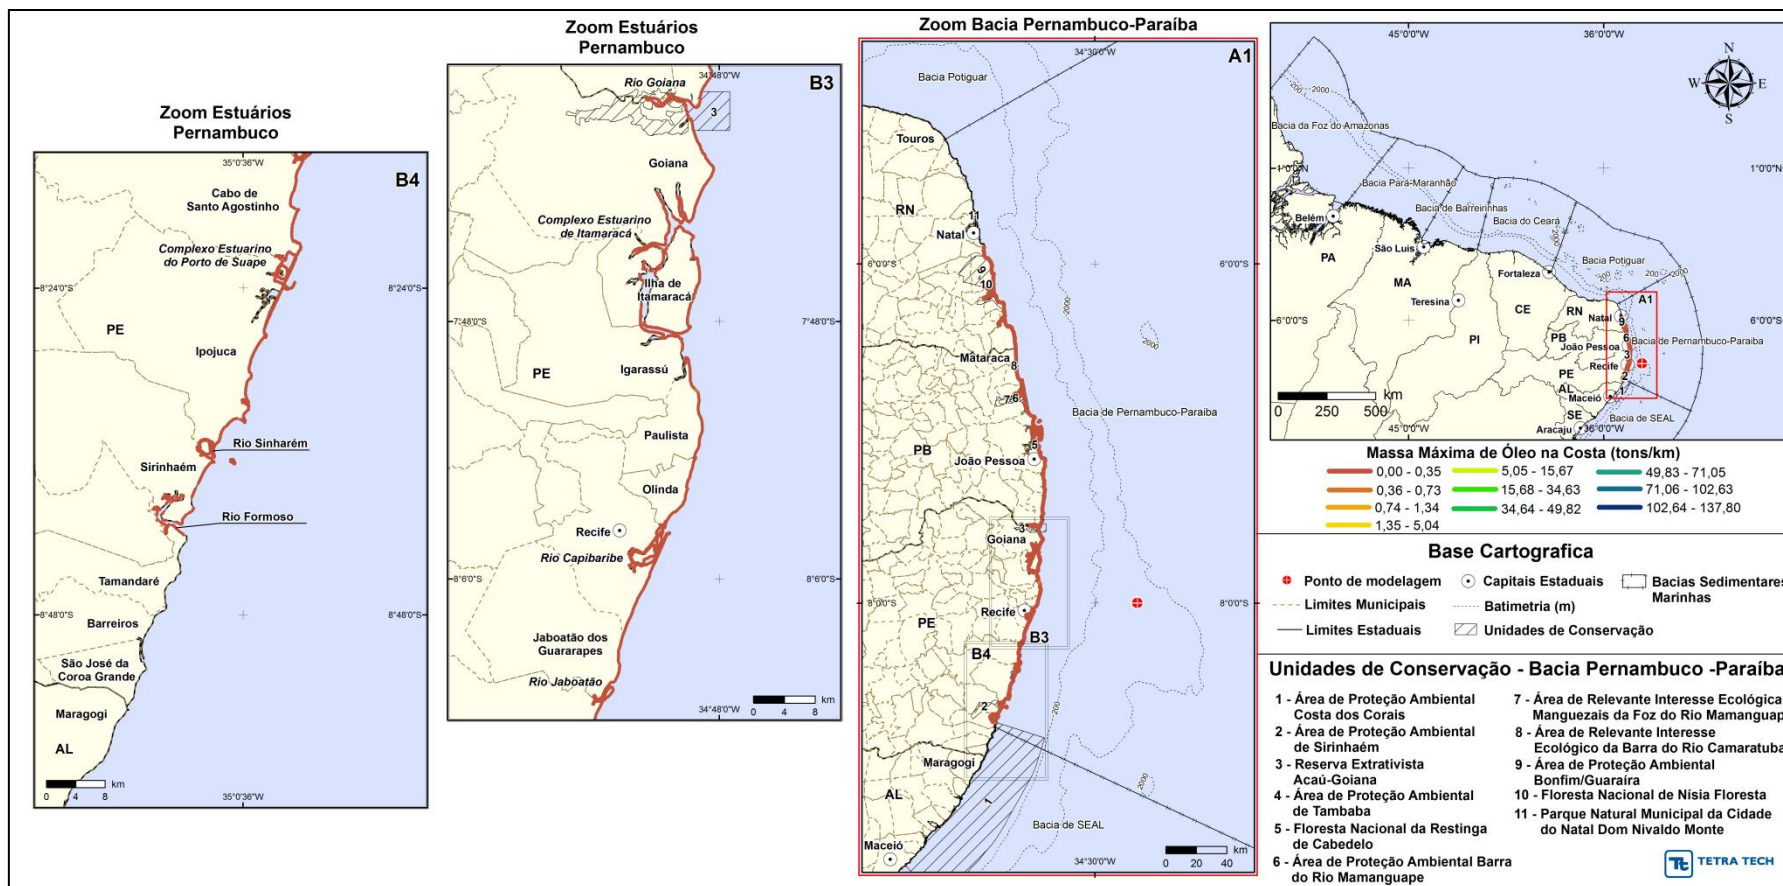 Zoom Estuários
Pernambuco
B4
35°0'36"W
Cabo de
Santo Agostinho
Complexo Estuarino
do Porto de Suape
8°24'0"S
8°24'0"S
PE
Ipojuca
Rio Sinharém
Sirinhaém
Rio Formoso
Tamandaré
8°48'0"S
8°48'0"S
Barreiros
São José da
Coroa Grande
Maragogi
AL
0 4 8 km
35°0'36"W
Zoom Estuários
Pernambuco
34°48'0"W
B3
Rio Goiana
3
Goiana
Complexo Estuarino
de Itamaracá
Ilha de
Itamaracá
7°48'0"S
7°48'0"S
Igarassú
PE
Paulista
Olinda
Recife
Rio Capibaribe
8°6'0"S
8°6'0"S
Jaboatão dos
Guararapes
Rio Jaboatão
0 4 8 km
34°48'0"W
Zoom Bacia Pernambuco-Paraíba
34°30'0"W
A1
Bacia Potiguar
Touros
RN
11
Natal
6°0'0"S
6°0'0"S
9
10
2000
2000
Mataraca
8
7
6
Bacia de Pernambuco-Paraiba
PB
5
João Pessoa
3
Goiana
Recife
8°0'0"S
8°0'0"S
PE
B3
B4
2
200
Maragogi
2000
1
AL
Bacia de SEAL
Maceió
0 20 40 km
34°30'0"W
45°0'0"W
36°0'0"W
N
W E
S
200
2000
Bacia da Foz do Amazonas
1°0'0"N
1°0'0"N
Bacia Pará-Maranhão
Bacia de Barreirinhas
Belém
Bacia do Ceará
200
São Luis
Bacia Potiguar
Fortaleza
200
2000
PA
MA
Teresina
CE
RN
A1
Natal
9
6°0'0"S
6°0'0"S
PI
PB
João Pessoa
6
Bacia de Pernambuco-Paraiba
3
Recife
PE
2
AL
Maceió
1
SE
Bacia de SEAL
Aracaju
0 250 500 km
45°0'0"W
36°0'0"W
Massa Máxima de Óleo na Costa (tons/km)
0,00 - 0,35 5,05 - 15,67 49,83 - 71,05
0,36 - 0,73 15,68 - 34,63 71,06 - 102,63
0,74 - 1,34 34,64 - 49,82 102,64 - 137,80
1,35 - 5,04
Base Cartografica
Ponto de modelagem Capitais Estaduais Bacias Sedimentares
Marinhas
Limites Municipais Batimetria (m)
Limites Estaduais Unidades de Conservação
Unidades de Conservação - Bacia Pernambuco -Paraíba
1 - Área de Proteção Ambiental
Costa dos Corais
2 - Área de Proteção Ambiental
de Sirinhaém
3 - Reserva Extrativista
Acaú-Goiana
4 - Área de Proteção Ambiental
de Tambaba
5 - Floresta Nacional da Restinga
de Cabedelo
6 - Área de Proteção Ambiental Barra
do Rio Mamanguape
7 - Área de Relevante Interesse Ecológica
Manguezais da Foz do Rio Mamanguap
8 - Área de Relevante Interesse
Ecológico da Barra do Rio Camaratuba
9 - Área de Proteção Ambiental
Bonfim/Guaraíra
10 - Floresta Nacional de Nísia Floresta
11 - Parque Natural Municipal da Cidade
do Natal Dom Nivaldo Monte
Tt TETRA TECH